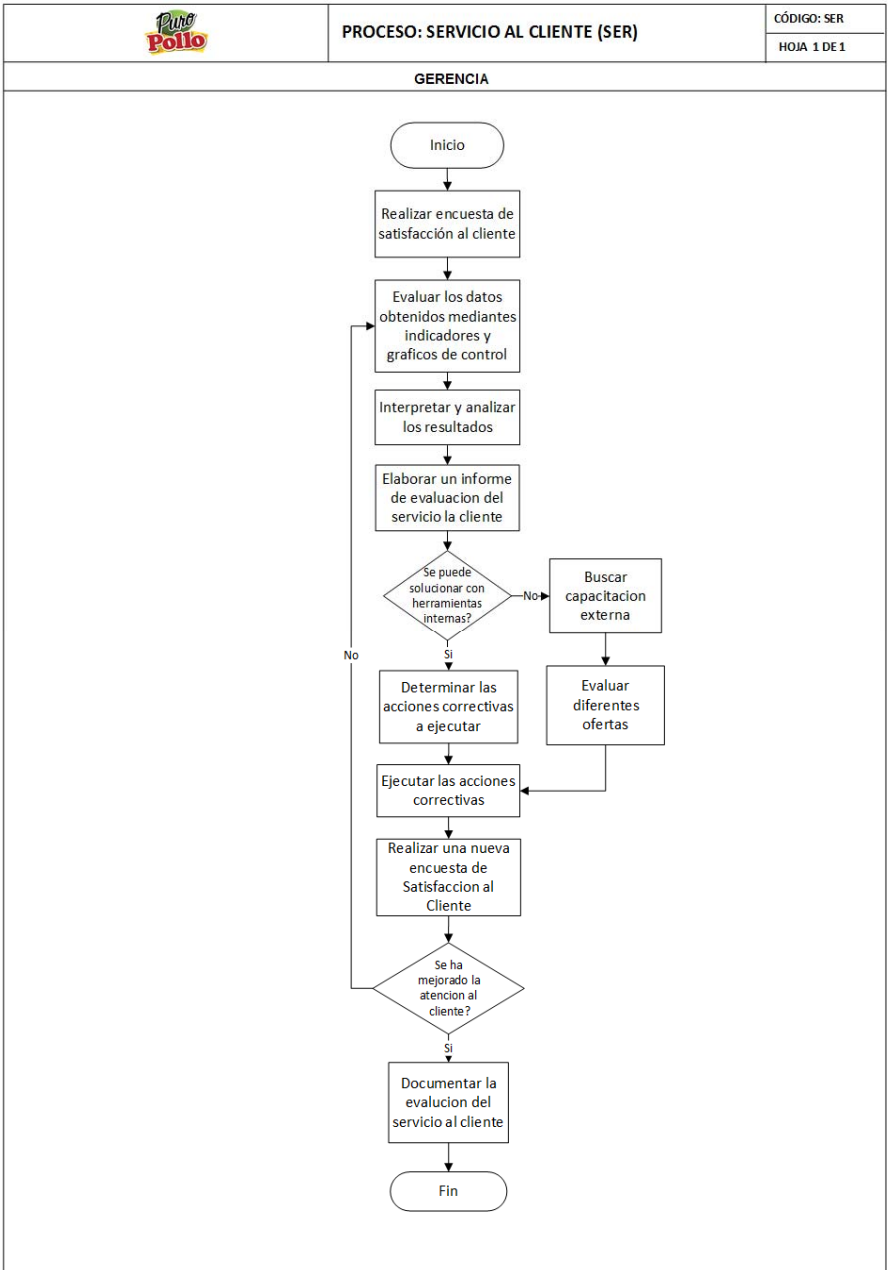 Puro
Pollo
PROCESO: SERVICIO AL CLIENTE (SER)
CÓDIGO: SER
HOJA 1 DE 1
GERENCIA
Inicio
Realizar encuesta de
satisfacción al cliente
Evaluar los datos
obtenidos mediantes
indicadores y
graficos de control
Interpretar y analizar
los resultados
Elaborar un informe
de evaluacion del
servicio la cliente
Se puede
solucionar con
herramientas
internas?
No
Buscar
capacitacion
externa
Si
No
Determinar las
acciones correctivas
a ejecutar
Evaluar
diferentes
ofertas
Ejecutar las acciones
correctivas
Realizar una nueva
encuesta de
Satisfaccion al
Cliente
Se ha
mejorado la
atencion al
cliente?
Si
Documentar la
evalucion del
servicio al cliente
Fin